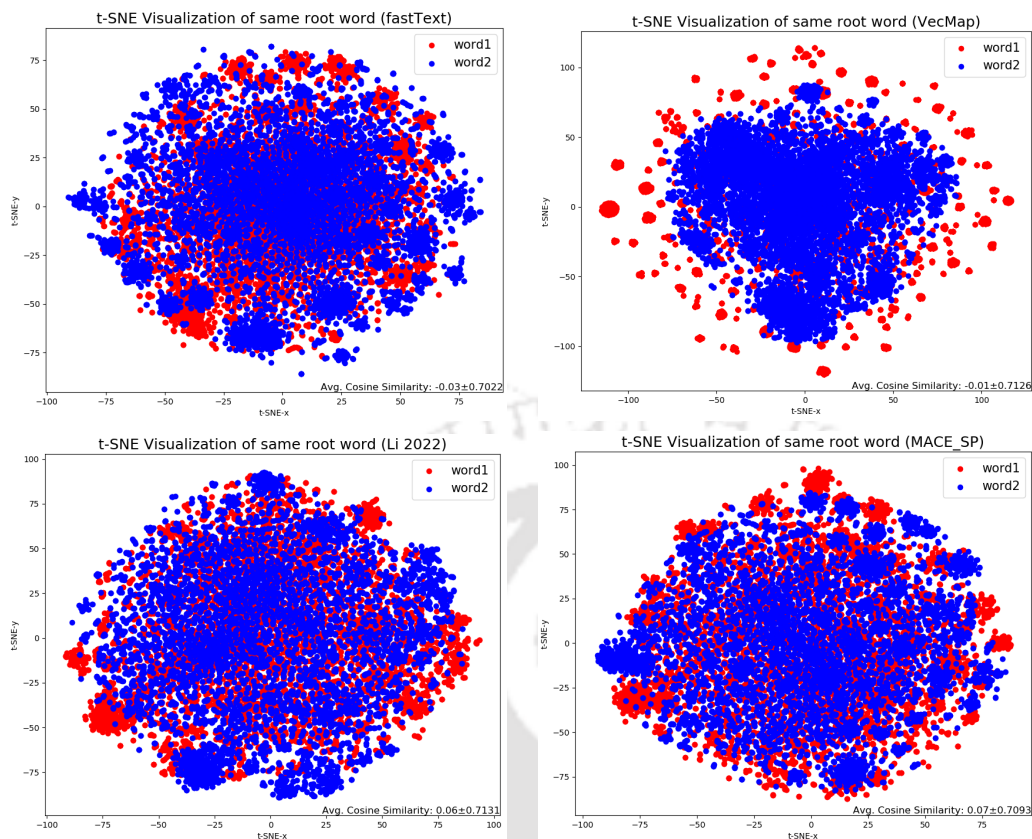 t-SNE Visualization of same root word (fastText)
word1
word2
75
50
25
0
−25
−50
−75
t-SNE-y
−100
−75
−50
−25
0
25
50
75
100
t-SNE-x
Avg. Cosine Similarity: -0.03±0.7022
t-SNE Visualization of same root word (VecMap)
word1
word2
100
50
0
−50
−100
t-SNE-y
−100
−50
0
50
100
t-SNE-x
Avg. Cosine Similarity: -0.01±0.7126
t-SNE Visualization of same root word (Li 2022)
word1
word2
100
75
50
25
0
−25
−50
−75
t-SNE-y
−100
−75
−50
−25
0
25
50
75
100
t-SNE-x
Avg. Cosine Similarity: 0.06±0.7131
t-SNE Visualization of same root word (MACE_SP)
word1
word2
100
75
50
25
0
−25
−50
−75
t-SNE-y
−100
−75
−50
−25
0
25
50
75
100
t-SNE-x
Avg. Cosine Similarity: 0.07±0.7093